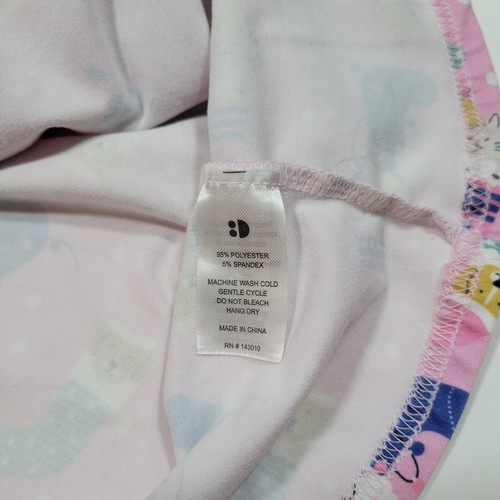 :D
95% POLYESTER
5% SPANDEX
MACHINE WASH COLD
GENTLE CYCLE
DO NOT BLEACH
HANG DRY
MADE IN CHINA
RN # 143010